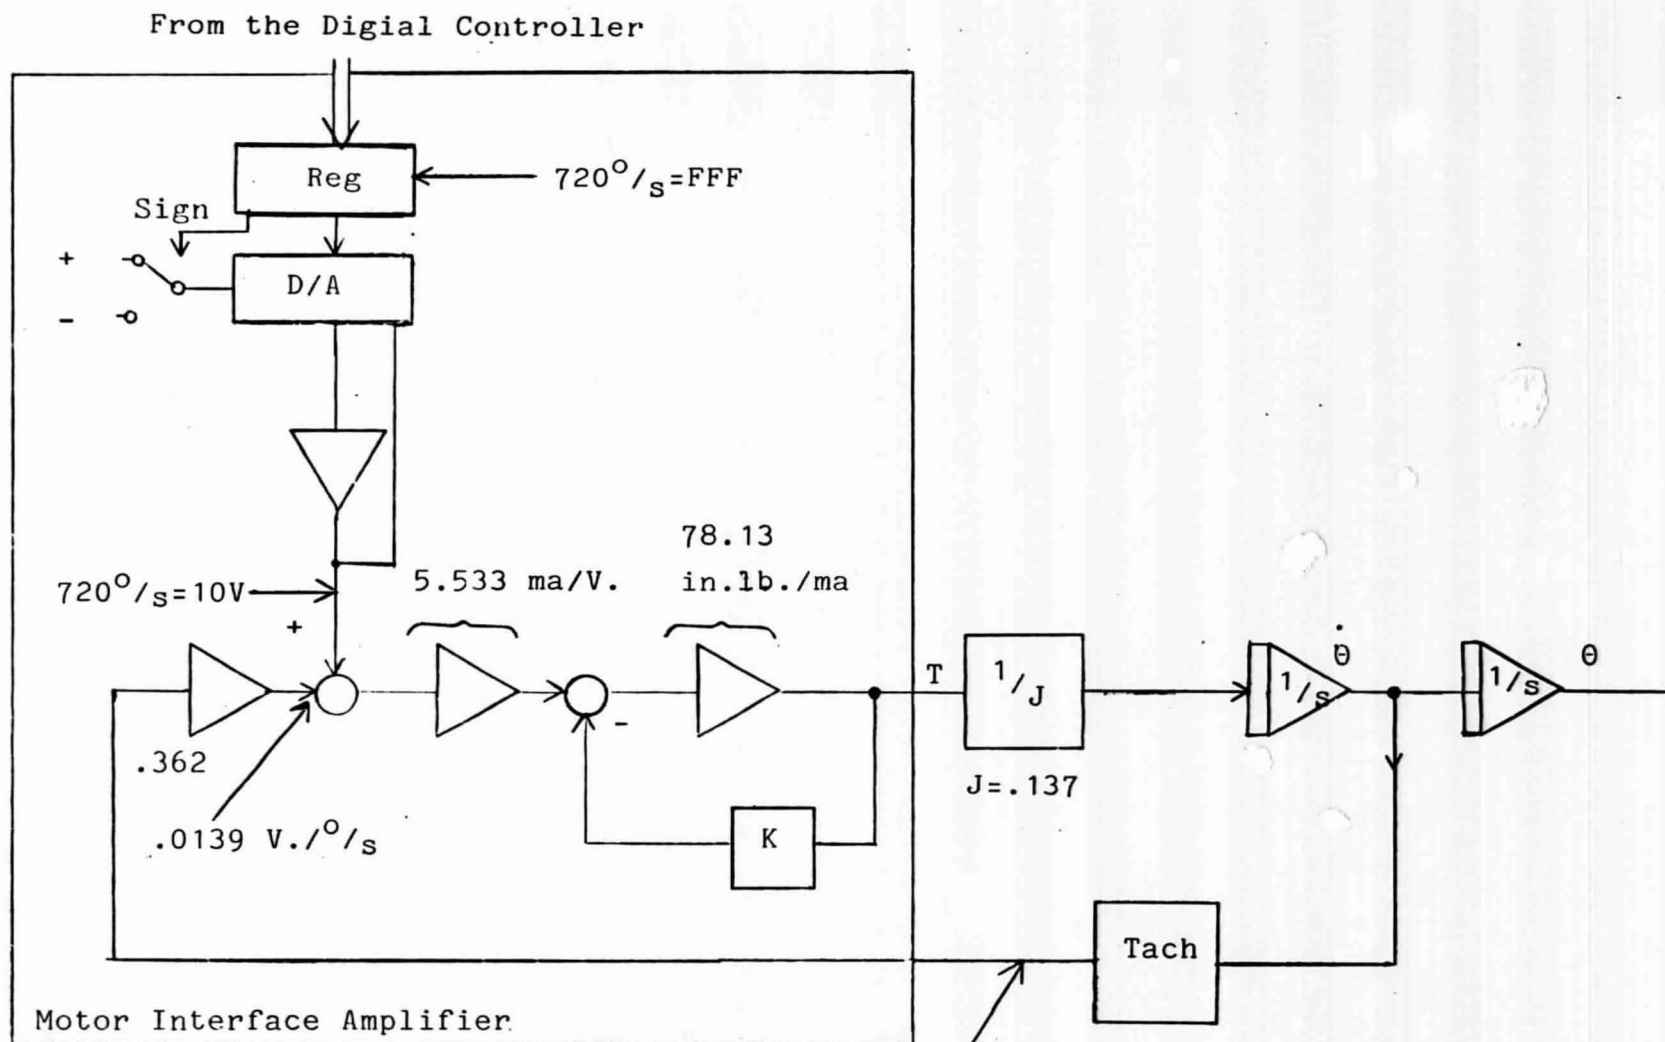 From the Digial Controller
Reg
720°/s=FFF
Sign
+
D/A
-
78.13
in.lb./ma
5.533 ma/V.
720°/s=10V
+
T
1/J
θ̇
1/s
θ
1/s
-
.362
J=.137
.0139 V./°/s
K
Tach
Motor Interface Amplifier